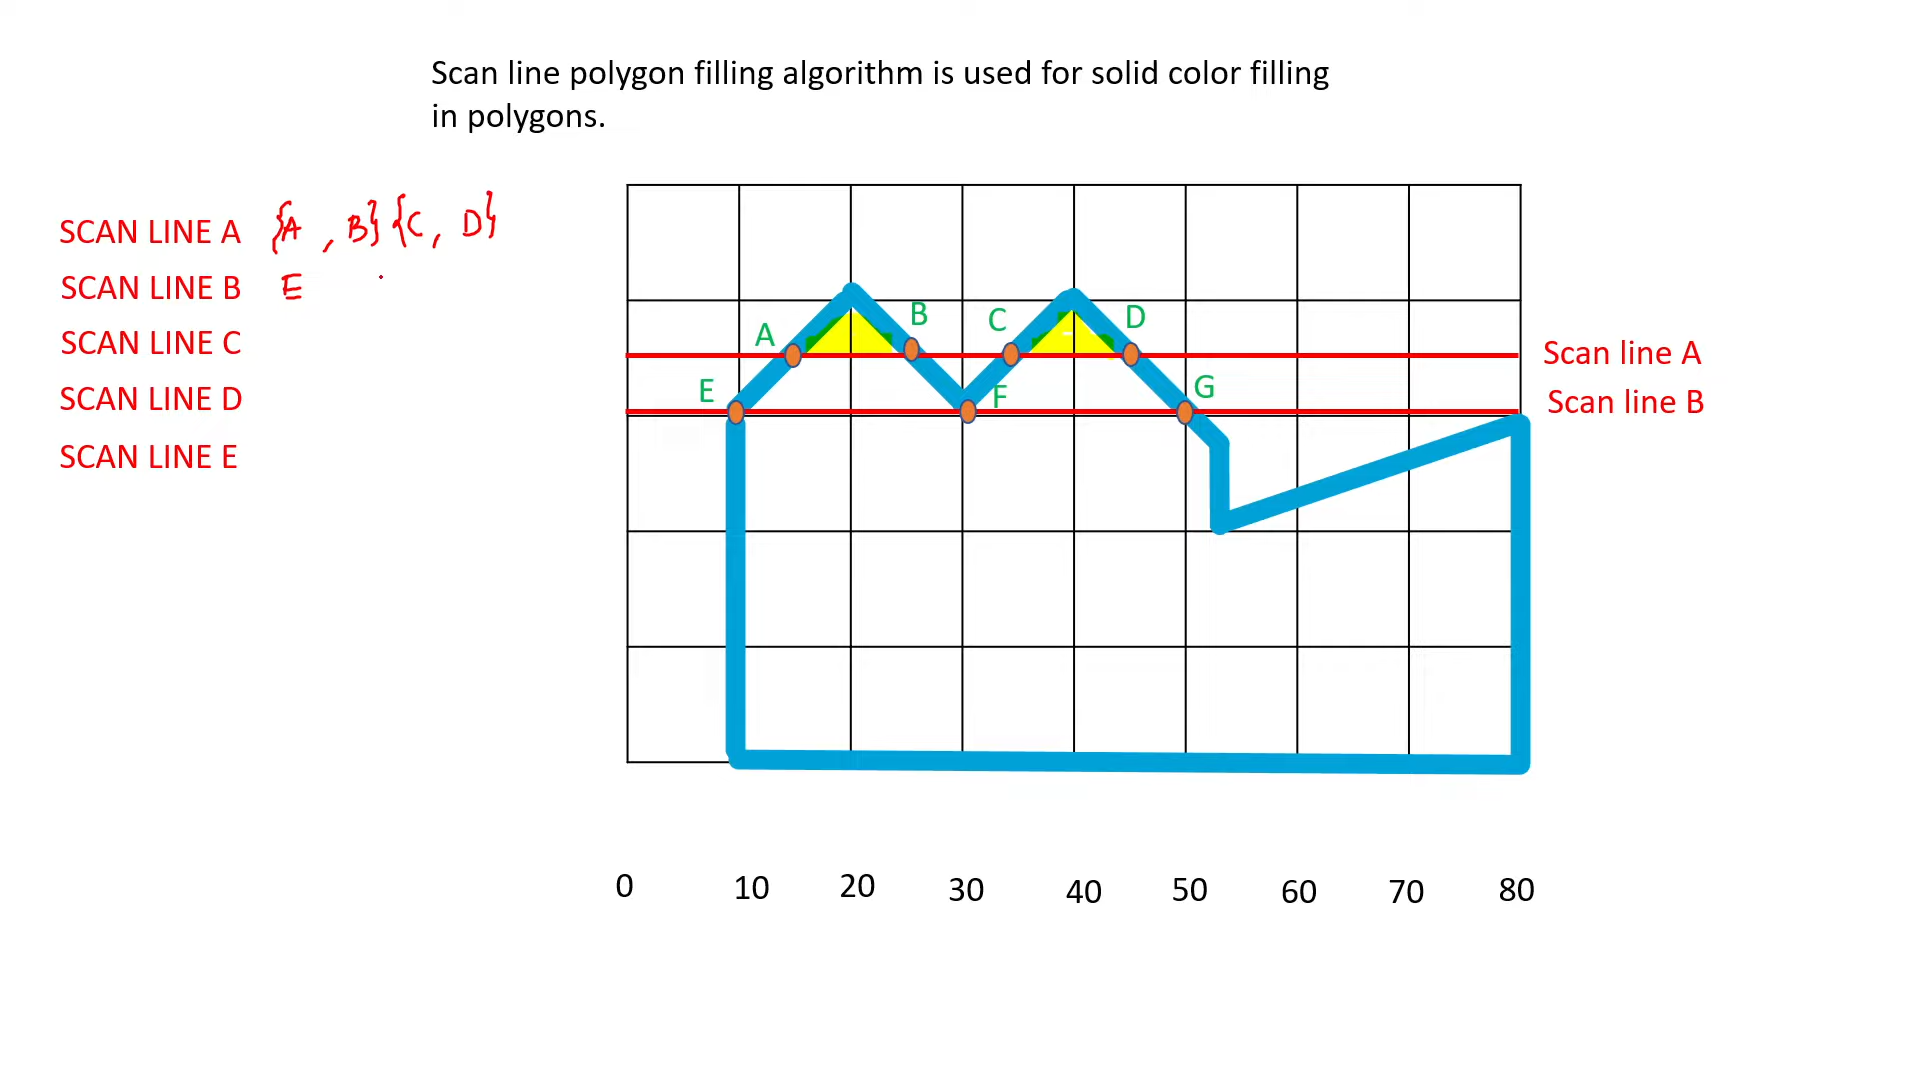 Scan line polygon filling algorithm is used for solid color filling
in polygons.
SCAN LINE A {A , B} {C, D}
SCAN LINE B E
SCAN LINE C
SCAN LINE D
SCAN LINE E
A B C D
E F G
Scan line A
Scan line B
0 10 20 30 40 50 60 70 80